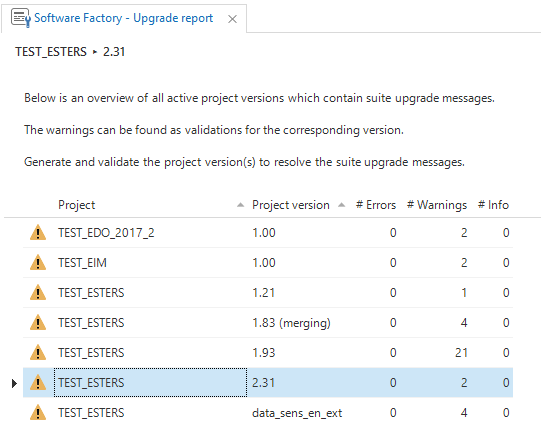 Software Factory - Upgrade report
TEST_ESTERS ▸ 2.31
Below is an overview of all active project versions which contain suite upgrade messages.
The warnings can be found as validations for the corresponding version.
Generate and validate the project version(s) to resolve the suite upgrade messages.
Project Project version # Errors # Warnings # Info
TEST_EDO_2017_2 1.00 0 2 0
TEST_EIM 1.00 0 2 0
TEST_ESTERS 1.21 0 1 0
TEST_ESTERS 1.83 (merging) 0 4 0
TEST_ESTERS 1.93 0 21 0
TEST_ESTERS 2.31 0 2 0
TEST_ESTERS data_sens_en_ext 0 4 0